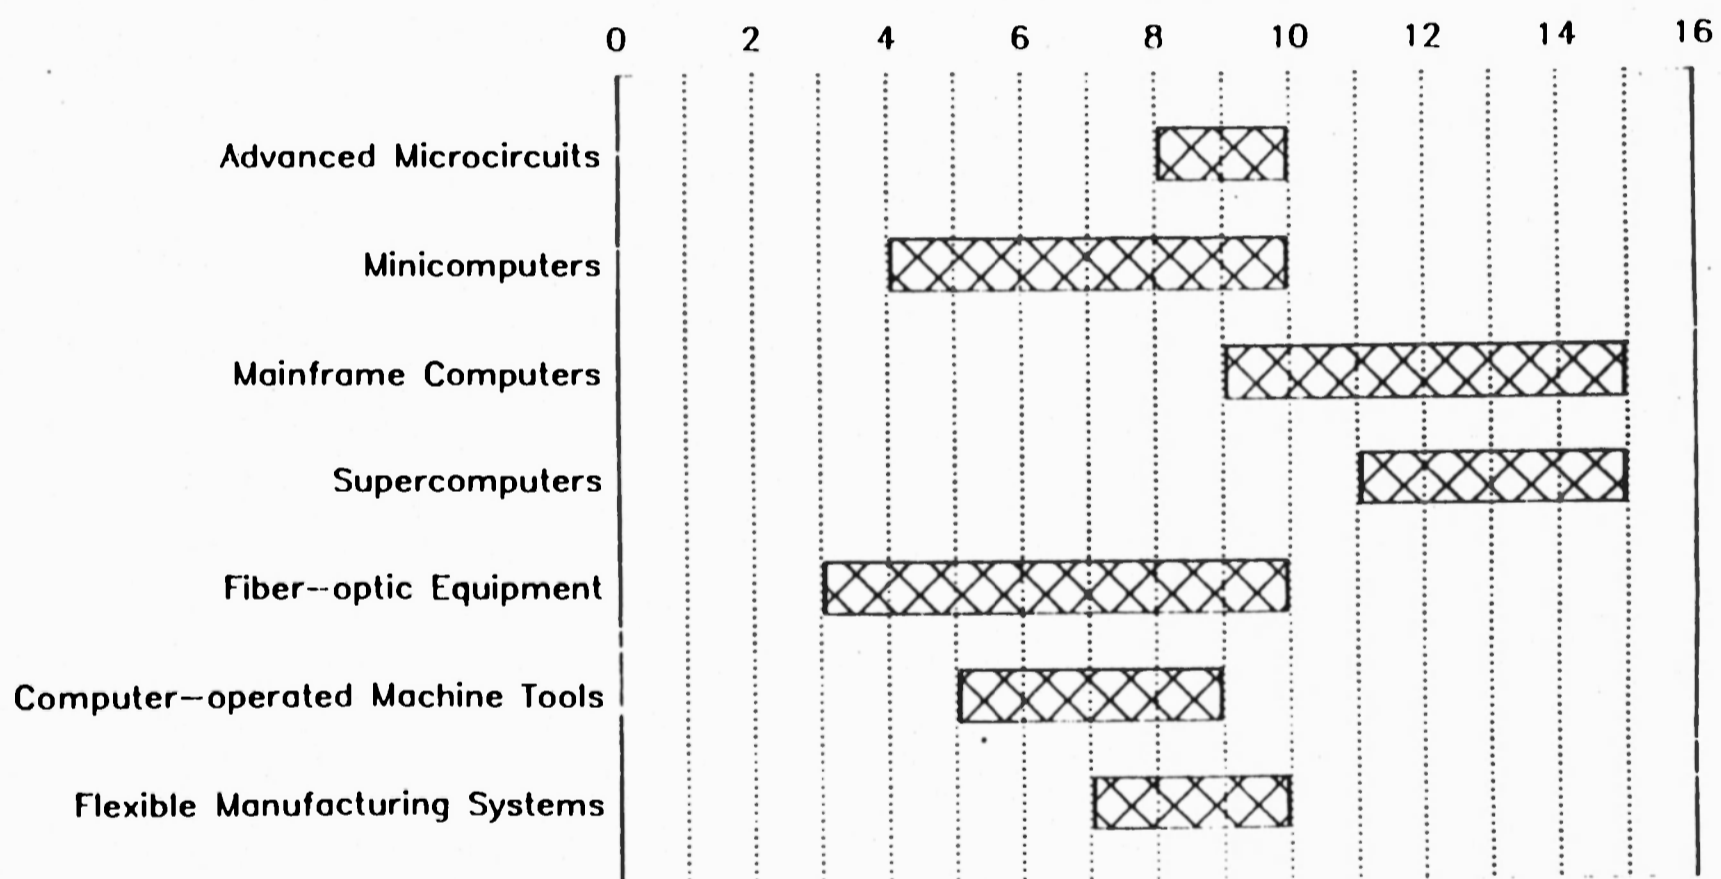 0 2 4 6 8 10 12 14 16
Advanced Microcircuits
Minicomputers
Mainframe Computers
Supercomputers
Fiber--optic Equipment
Computer-operated Machine Tools
Flexible Manufacturing Systems